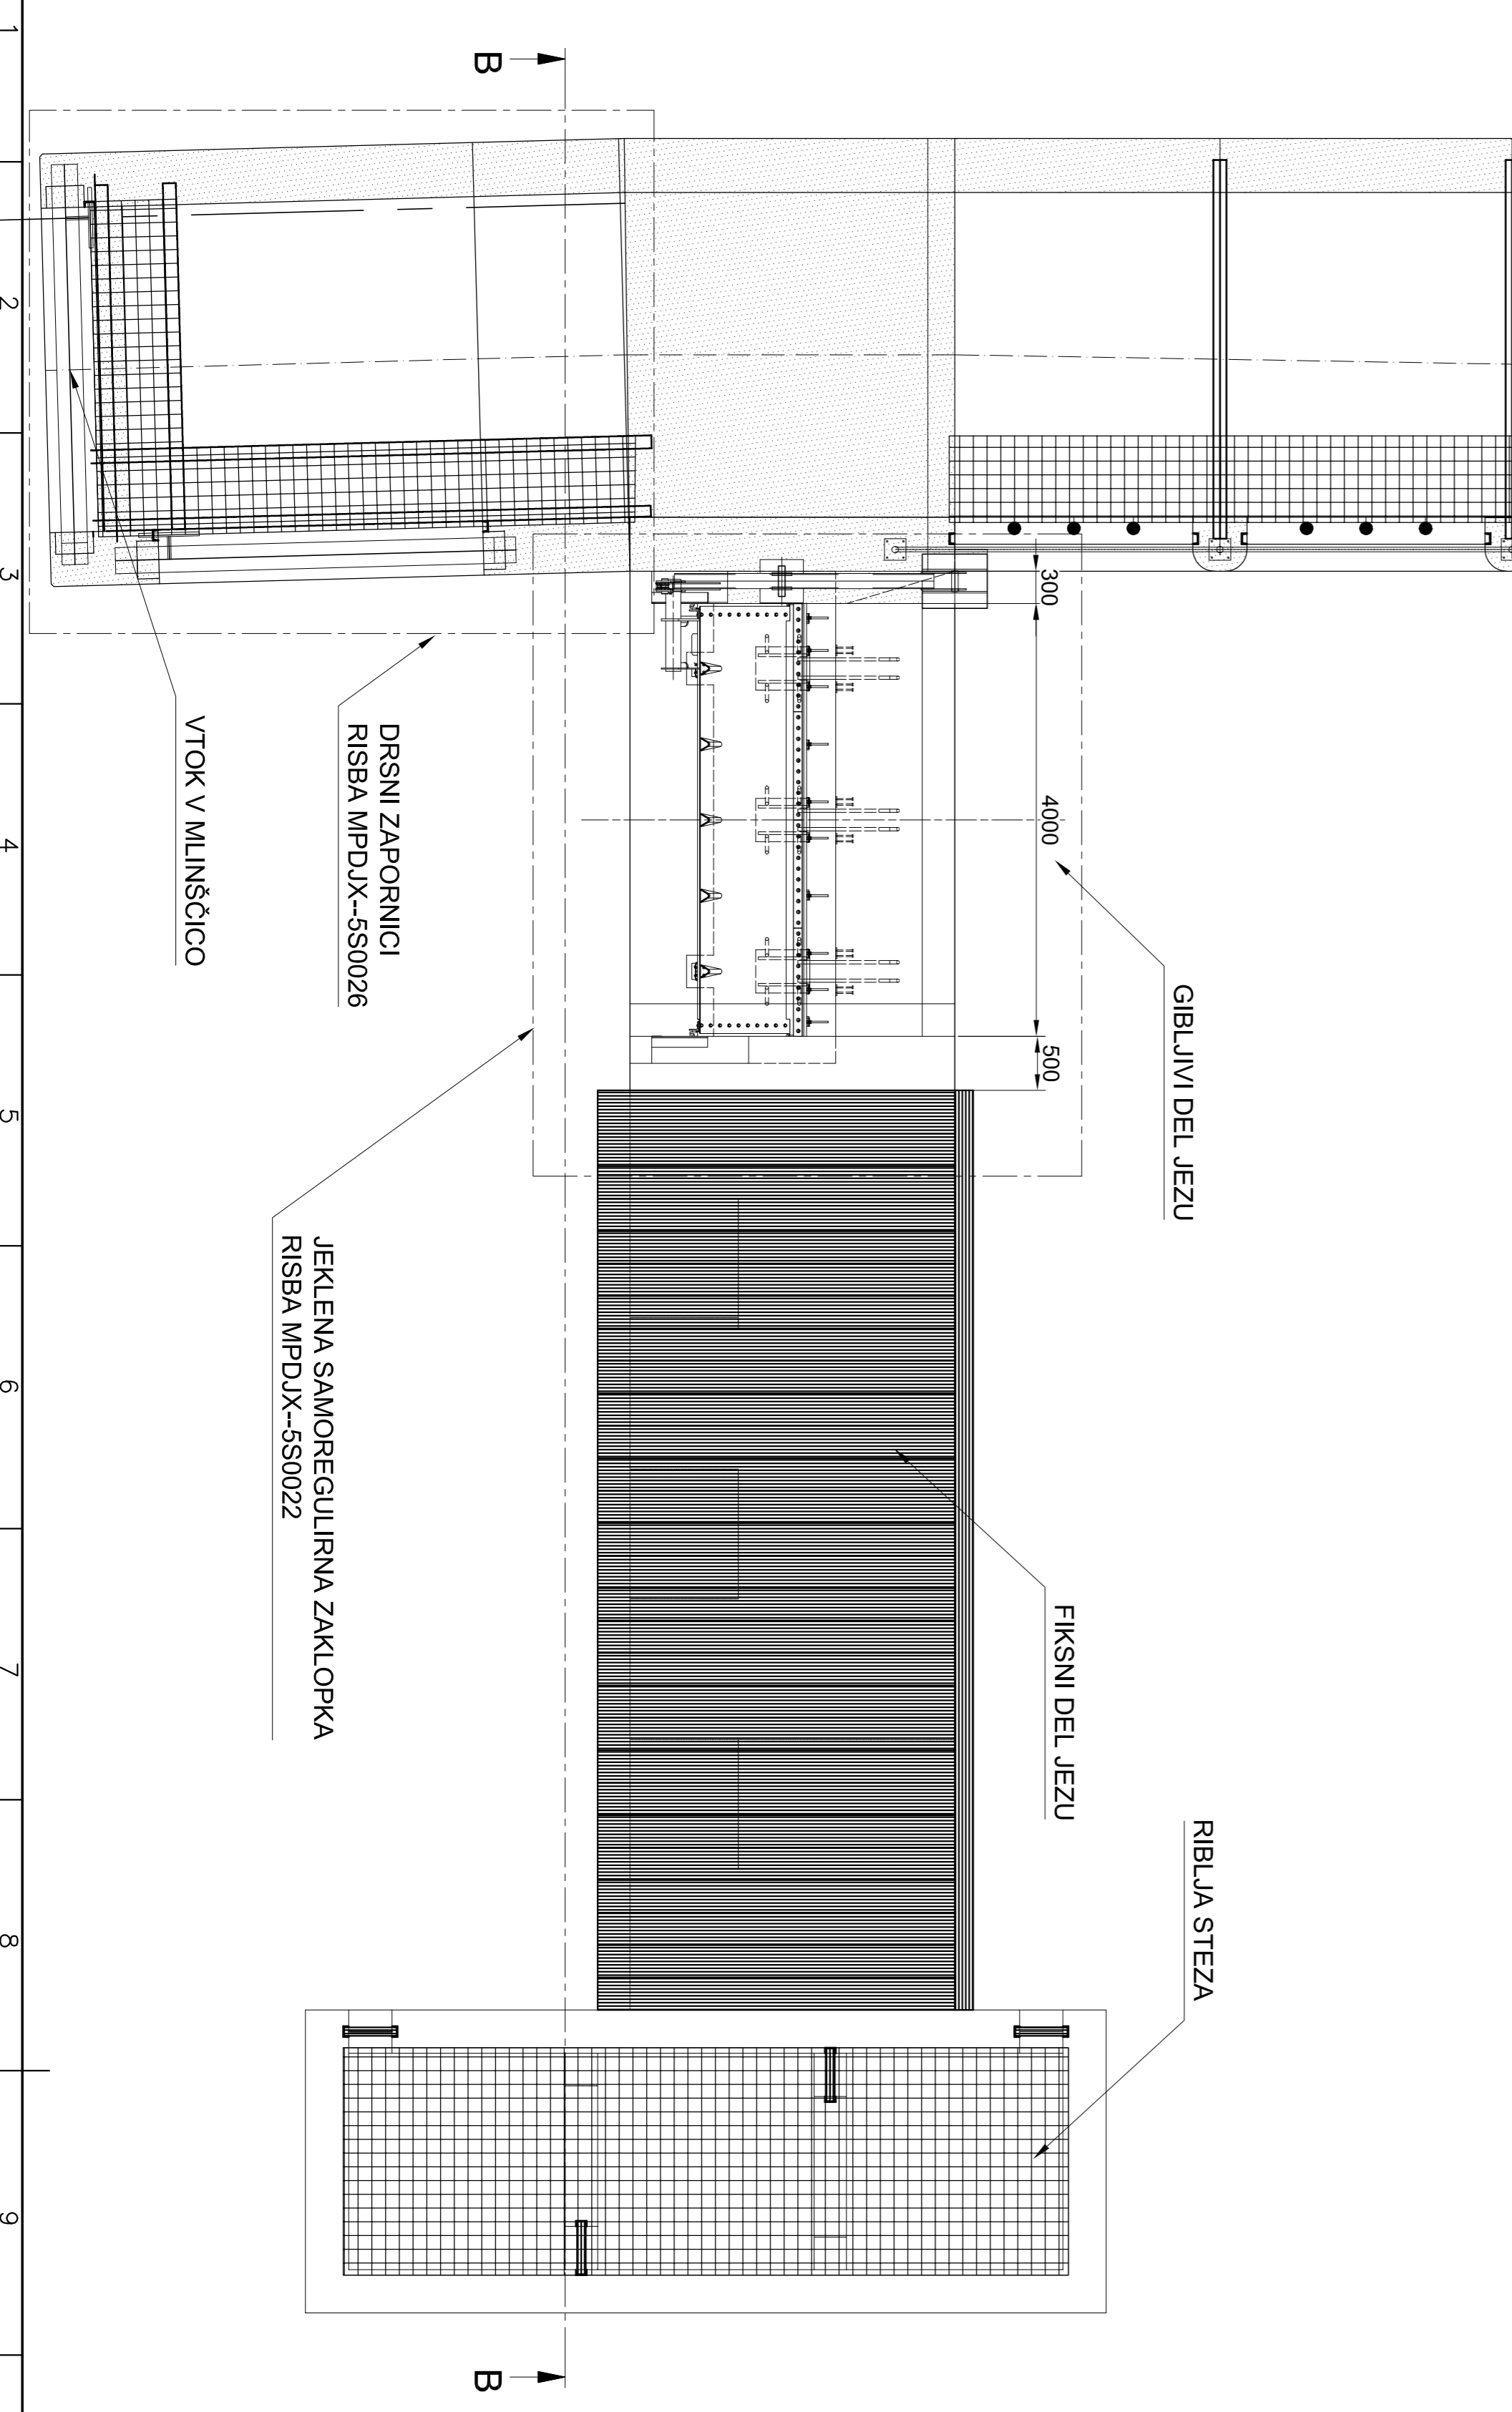 RIBLJA STEZA
GIBLJIVI DEL JEZU
FIKSNI DEL JEZU
300
4000
500
B
B
DRSNI ZAPORNICI
RISBA MPDJX--5S0026
JEKLENA SAMOREGULIRNA ZAKLOPKA
RISBA MPDJX--5S0022
VTOK V MLINŠČICO
1
2
3
4
5
6
7
8
9